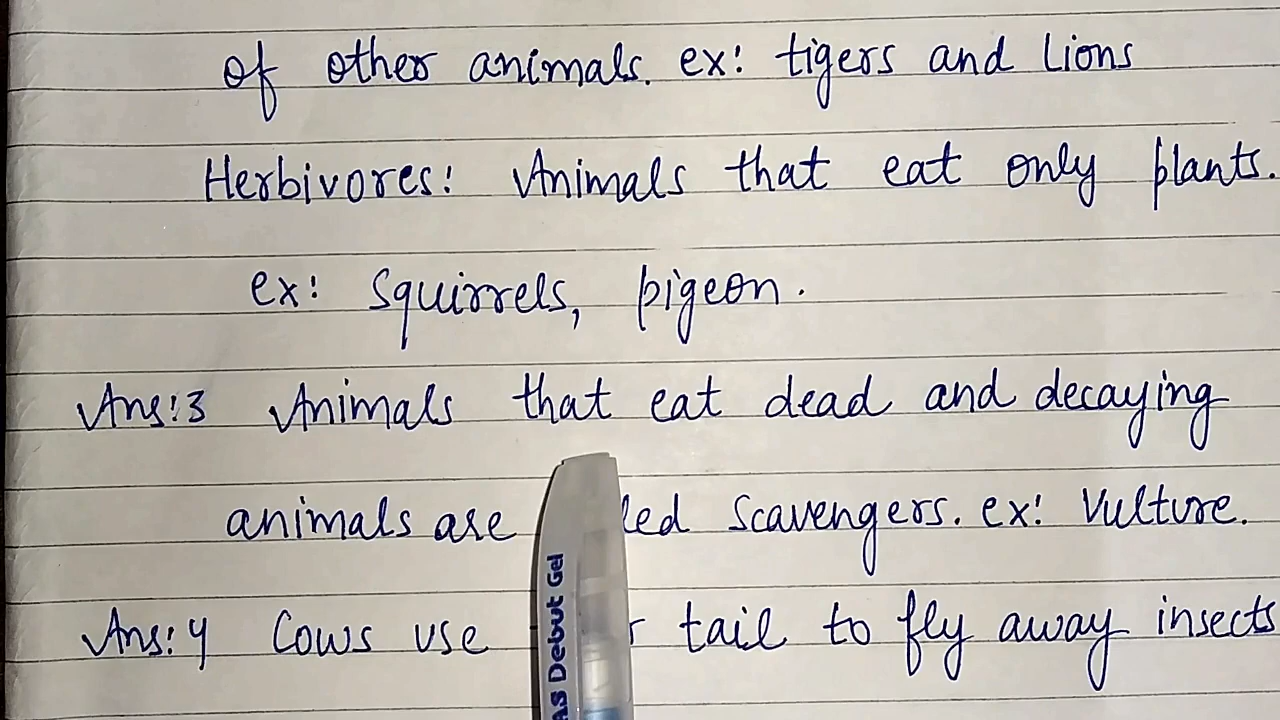 of other animals. ex: tigers and Lions
Herbivores: Animals that eat only plants.
ex: Squirrels, pigeon.
Ans:3 Animals that eat dead and decaying
animals are led Scavengers. ex: Vulture.
Ans:4 Cows use r tail to fly away insects
AS Debut Gel